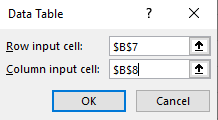 Data Table
Row input cell: $B$7
Column input cell: $B$8
OK Cancel